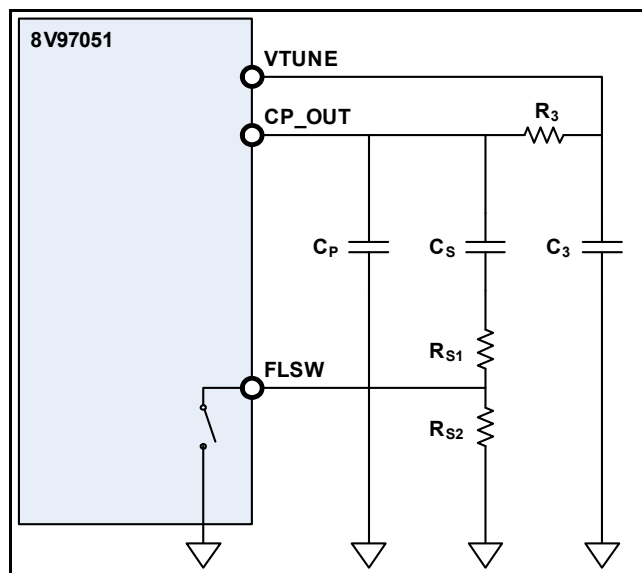 8V97051
VTUNE
CP_OUT
R3
CP
CS
C3
RS1
FLSW
RS2